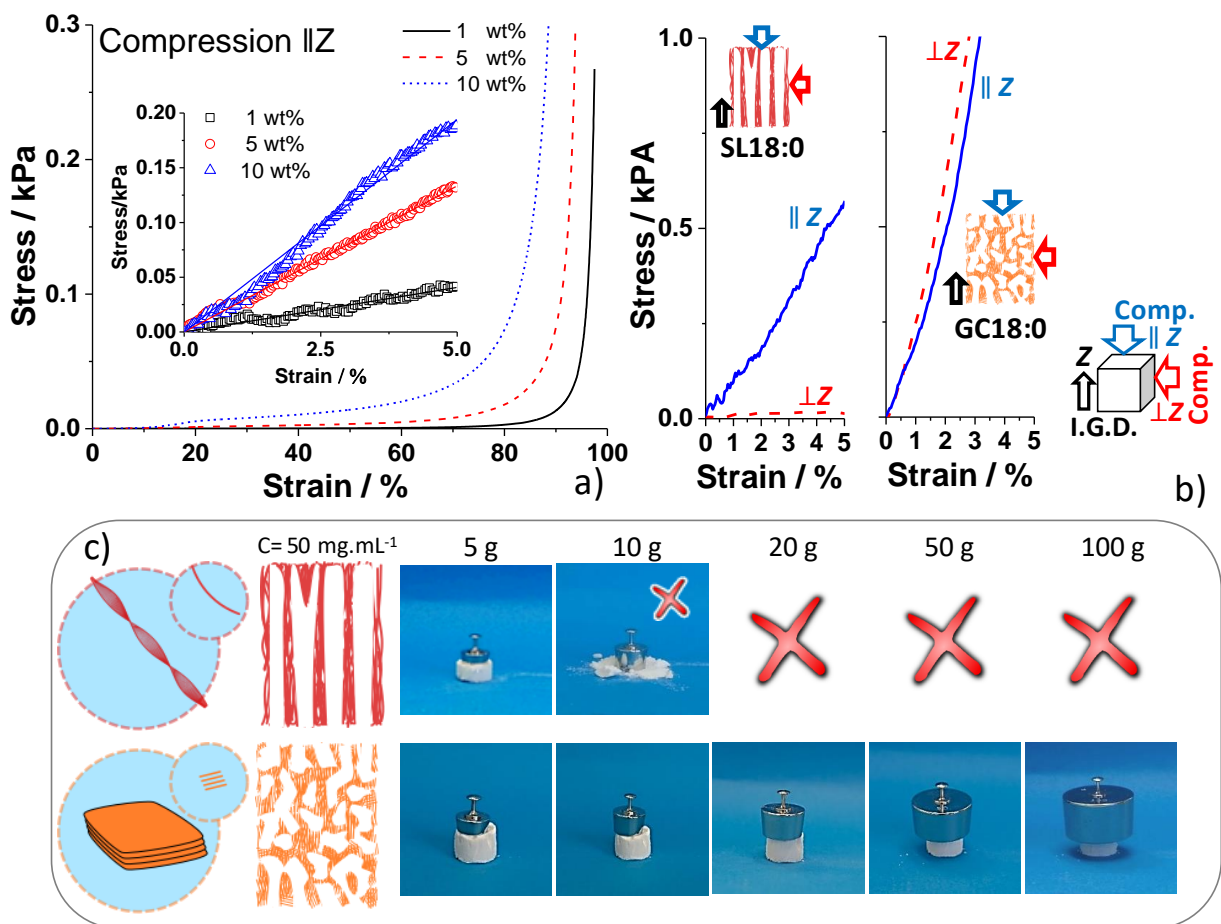 Compression ǁZ
1 wt%
5 wt%
10 wt%
0.3
0.2
0.1
0.0
Stress / kPa
0 20 40 60 80 100
Strain / %
a)
1 wt%
5 wt%
10 wt%
0.20
0.15
0.10
0.05
0.00
Stress/kPa
0.0 2.5 5.0
Strain / %
b)
1.0
0.5
0.0
Stress / kPA
SL18:0
ǁ Z
⊥Z
0 1 2 3 4 5
Strain / %
⊥Z
ǁ Z
GC18:0
0 1 2 3 4 5
Strain / %
Comp.
ǁ Z
Z
Comp.
⊥Z
I.G.D.
c)
C= 50 mg.mL-1
5 g 10 g 20 g 50 g 100 g